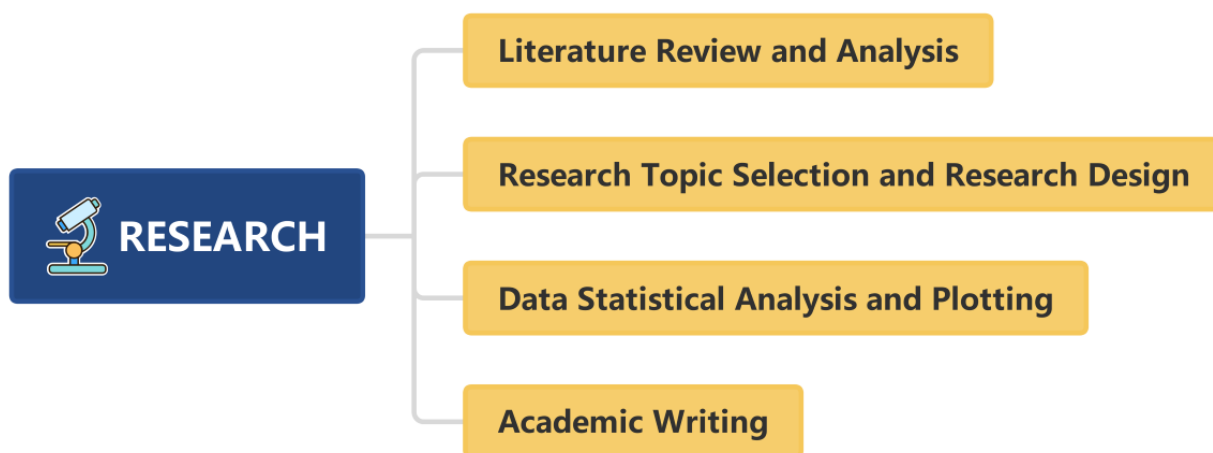 Literature Review and Analysis
Research Topic Selection and Research Design
RESEARCH
Data Statistical Analysis and Plotting
Academic Writing